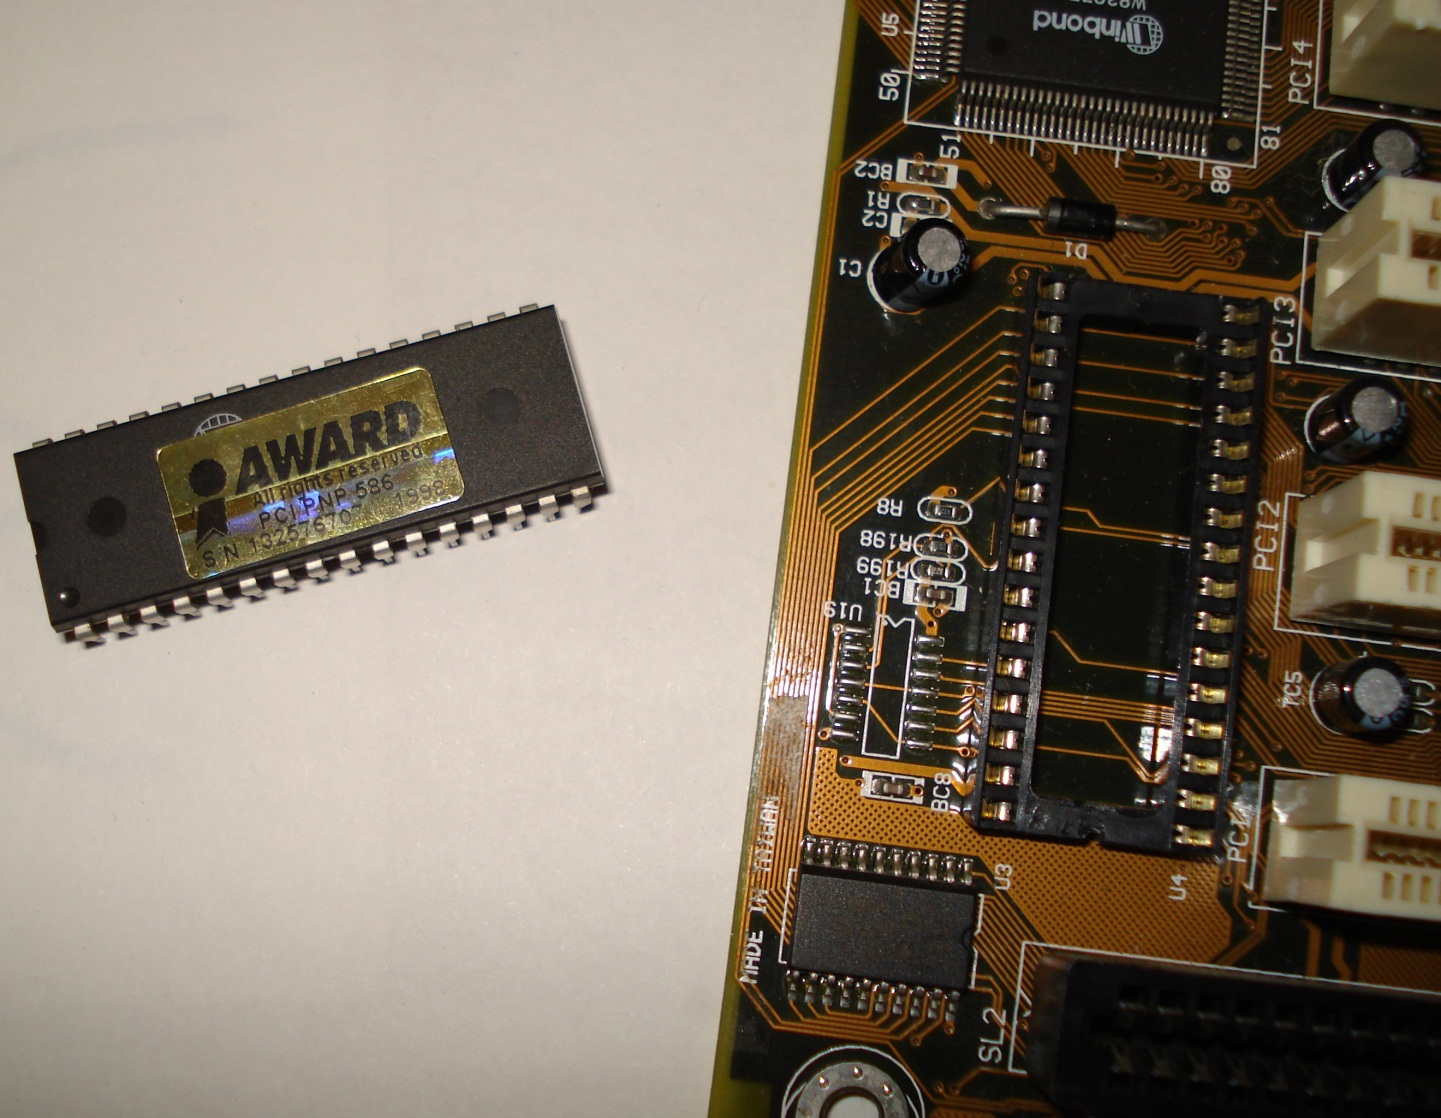 AWARD
All rights reserved
PCI PNP 586
1998
Winbond
U5
50
51
80
81
PCI4
BC2
R1
C2
C1
D1
PCI3
R8
R198
R199
BC1
U19
PCI2
TC5
BC8
U3
U4
MADE IN TAIWAN
SL2